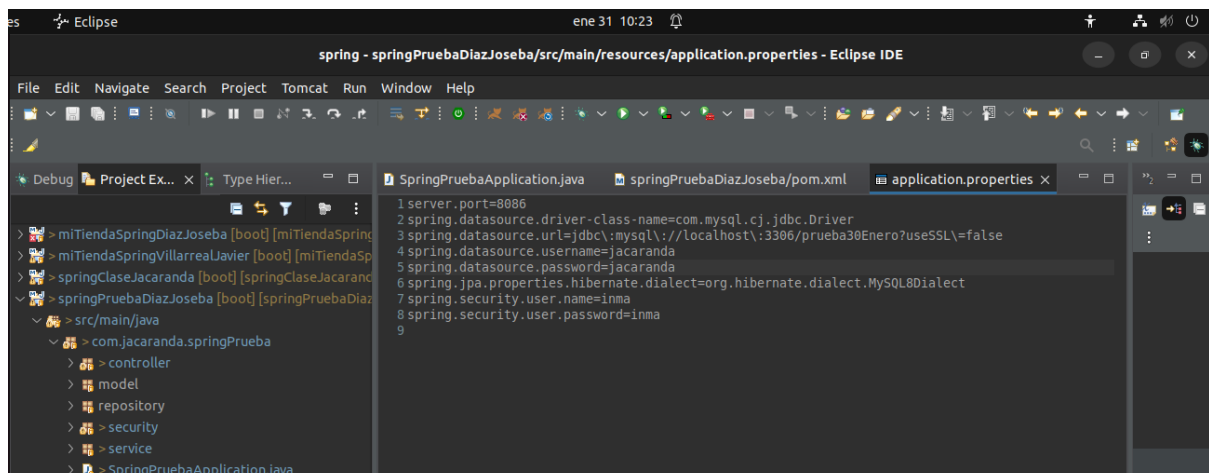 es Eclipse ene 31 10:23
spring - springPruebaDiazJoseba/src/main/resources/application.properties - Eclipse IDE
File Edit Navigate Search Project Tomcat Run Window Help
Debug Project Ex... Type Hier... SpringPruebaApplication.java springPruebaDiazJoseba/pom.xml application.properties
> miTiendaSpringDiazJoseba [boot] [miTiendaSpring
> miTiendaSpringVillarrealJavier [boot] [miTiendaSp
> springClaseJacaranda [boot] [springClaseJacarand
> springPruebaDiazJoseba [boot] [springPruebaDiaz
> src/main/java
> com.jacaranda.springPrueba
> controller
model
repository
> security
> service
> SpringPruebaApplication.java
1 server.port=8086
2 spring.datasource.driver-class-name=com.mysql.cj.jdbc.Driver
3 spring.datasource.url=jdbc\:mysql\://localhost\:3306/prueba30Enero?useSSL\=false
4 spring.datasource.username=jacaranda
5 spring.datasource.password=jacaranda
6 spring.jpa.properties.hibernate.dialect=org.hibernate.dialect.MySQL8Dialect
7 spring.security.user.name=inma
8 spring.security.user.password=inma
9
»2